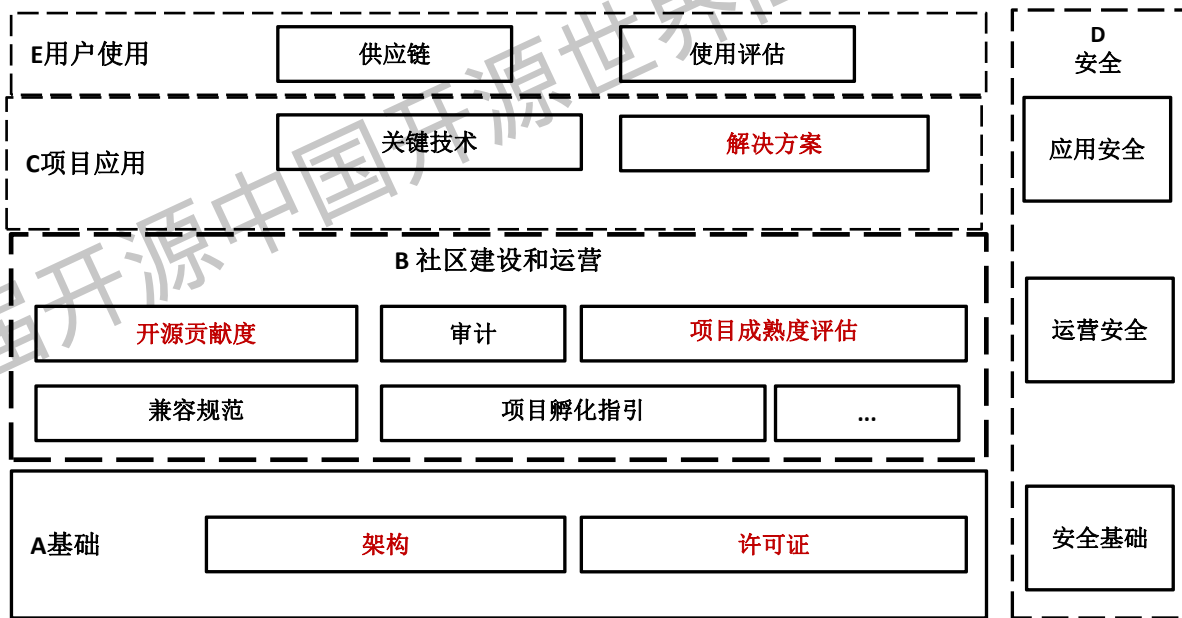 E用户使用
供应链
使用评估
C项目应用
关键技术
解决方案
B 社区建设和运营
开源贡献度
审计
项目成熟度评估
兼容规范
项目孵化指引
...
A基础
架构
许可证
D
安全
应用安全
运营安全
安全基础
届开源中国开源世界